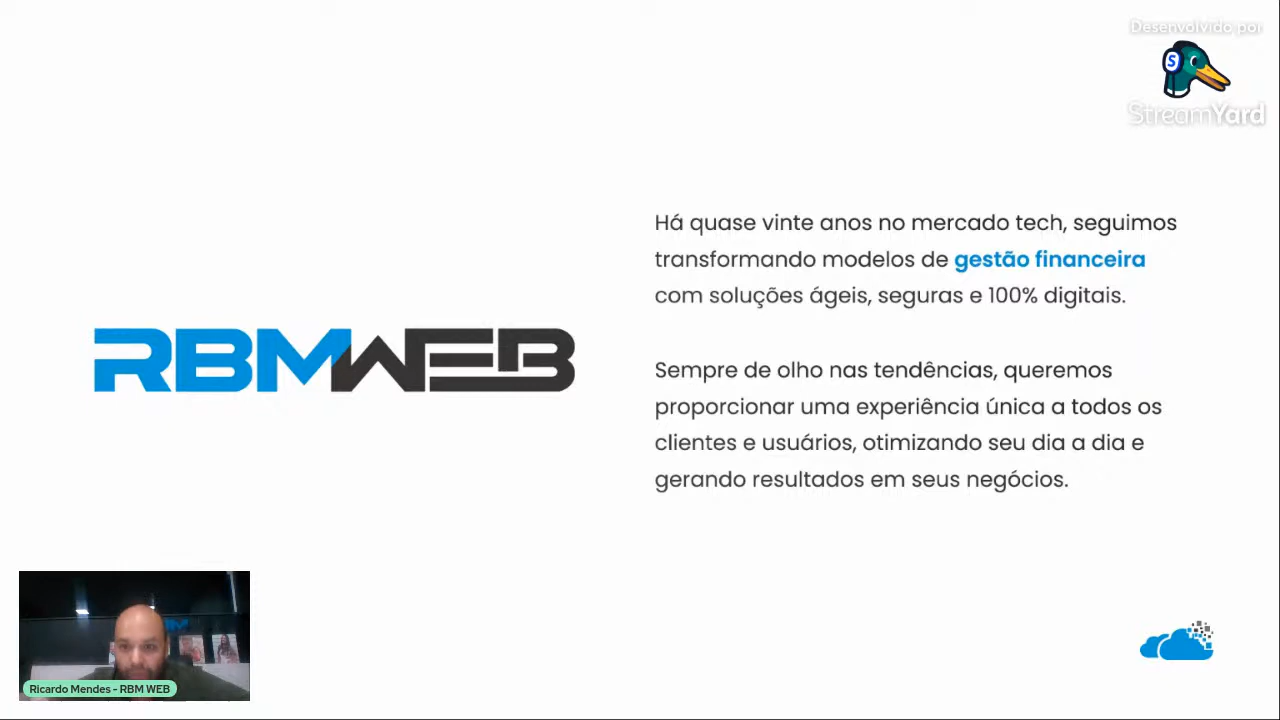 Desenvolvido por
S
StreamYard
Há quase vinte anos no mercado tech, seguimos
transformando modelos de gestão financeira
com soluções ágeis, seguras e 100% digitais.
RBMWEB
Sempre de olho nas tendências, queremos
proporcionar uma experiência única a todos os
clientes e usuários, otimizando seu dia a dia e
gerando resultados em seus negócios.
Ricardo Mendes - RBM WEB